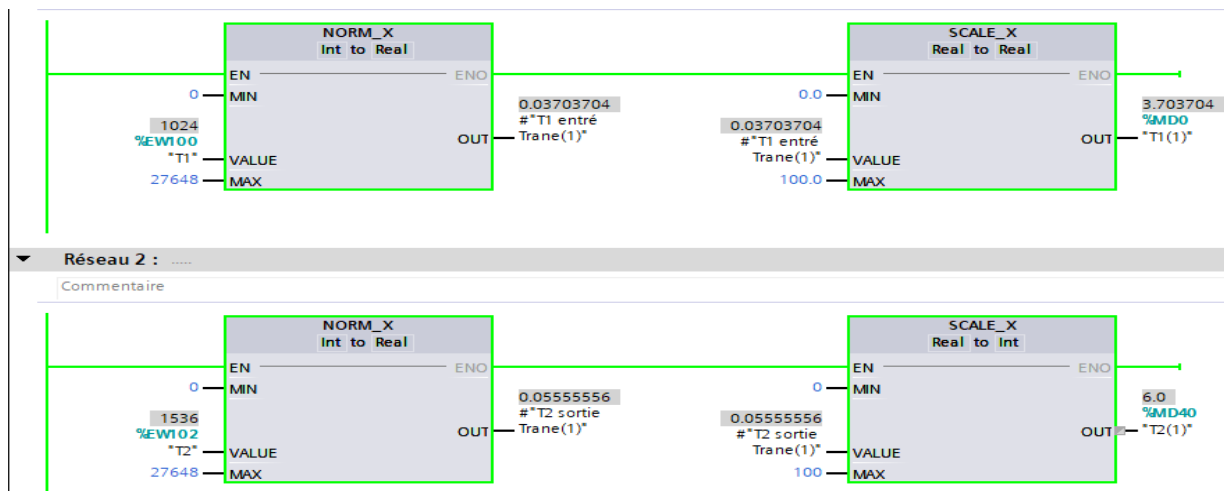 NORM_X
Int to Real
EN
ENO
0
MIN
1024
%EW100
"T1"
VALUE
27648
MAX
OUT
0.03703704
#"T1 entré
Trane(1)"
SCALE_X
Real to Real
EN
ENO
0.0
MIN
0.03703704
#"T1 entré
Trane(1)"
VALUE
100.0
MAX
OUT
3.703704
%MD0
"T1(1)"
Réseau 2 : .....
Commentaire
NORM_X
Int to Real
EN
ENO
0
MIN
1536
%EW102
"T2"
VALUE
27648
MAX
OUT
0.05555556
#"T2 sortie
Trane(1)"
SCALE_X
Real to Int
EN
ENO
0
MIN
0.05555556
#"T2 sortie
Trane(1)"
VALUE
100
MAX
OUT
6.0
%MD40
"T2(1)"